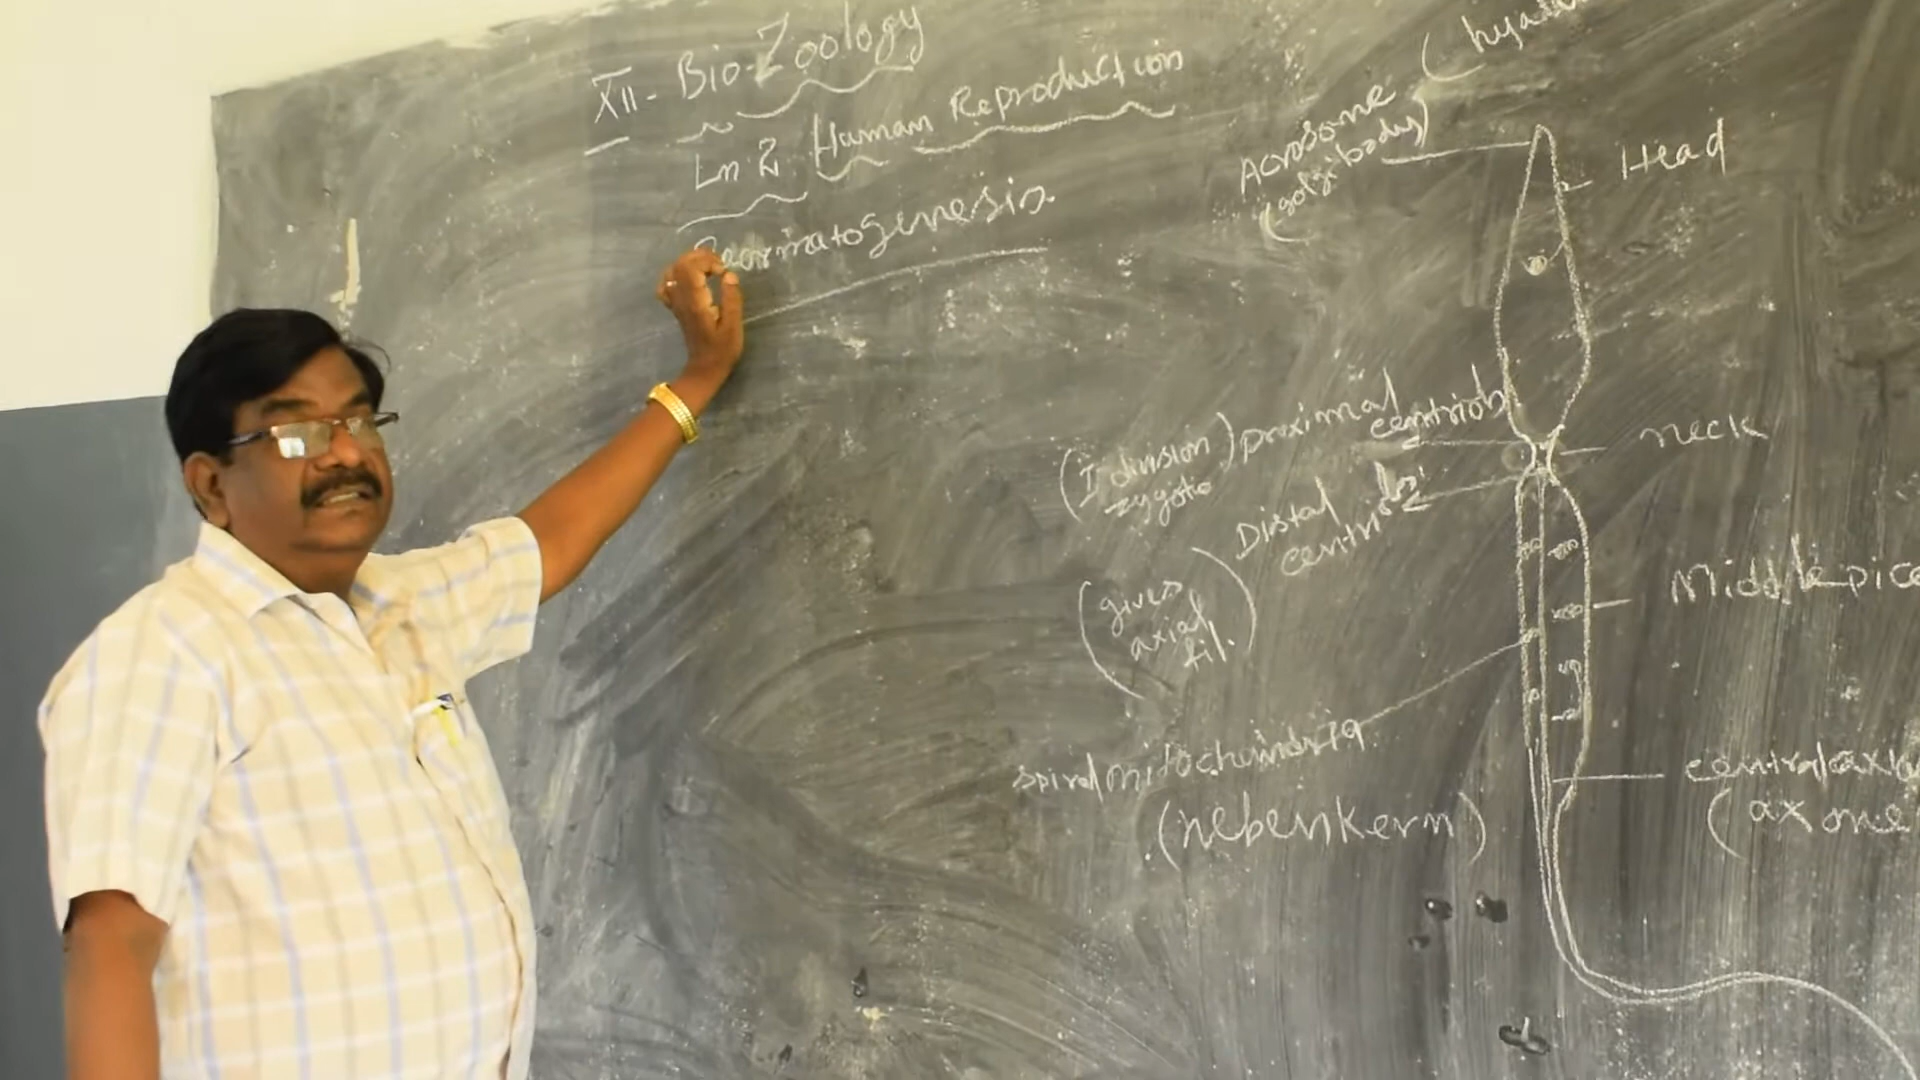 XII - Bio-Zoology
Ln 2 Human Reproduction
Spermatogenesis
Acrosome
(golgi body)
Head
(I division) proximal
zygotic
centriole
neck
Distal
centriole
(gives
axial
fil.)
Middle piece
spiral mitochondria
(nebenkern)
central axial
(axone